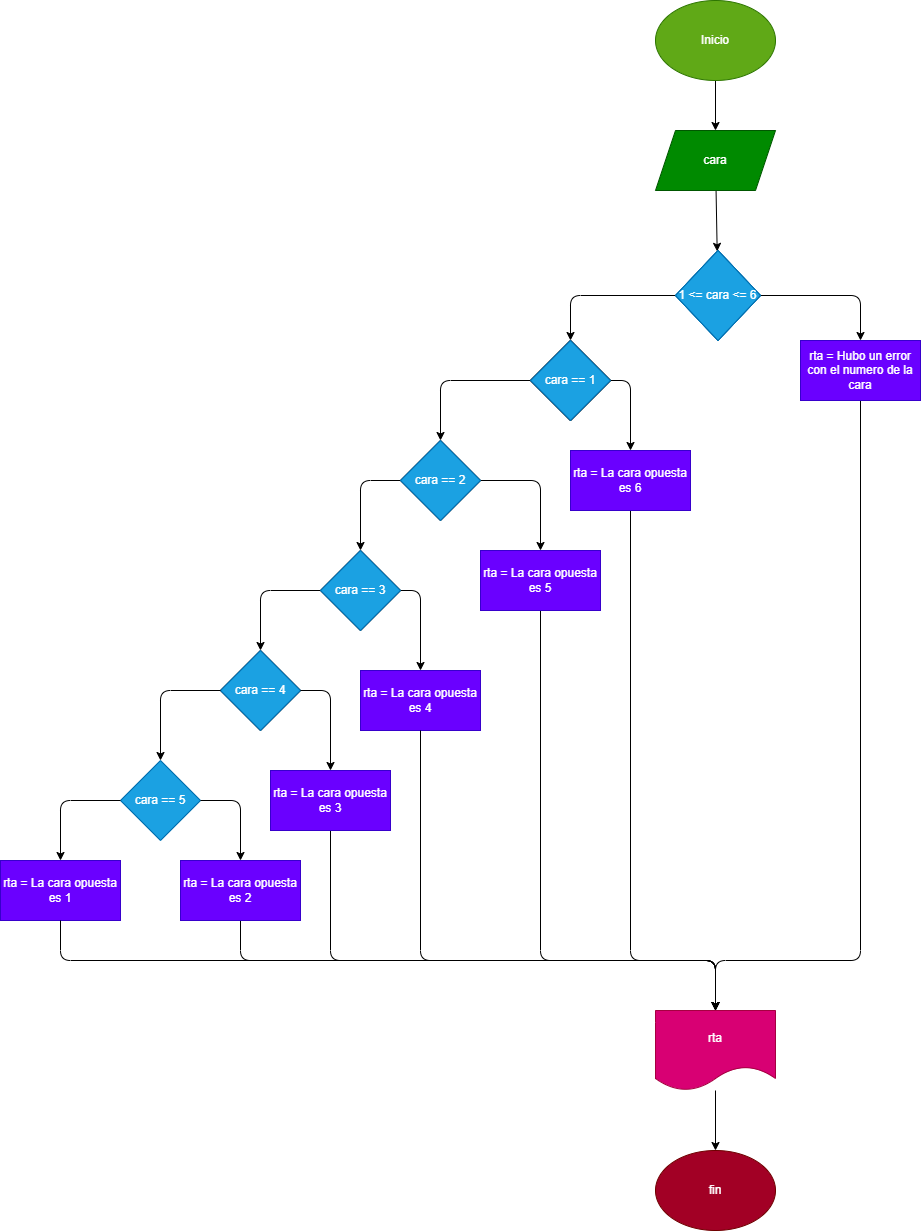 Inicio
cara
1 <= cara <= 6
rta = Hubo un error
con el numero de la
cara
cara == 1
rta = La cara opuesta
es 6
cara == 2
rta = La cara opuesta
es 5
cara == 3
rta = La cara opuesta
es 4
cara == 4
rta = La cara opuesta
es 3
cara == 5
rta = La cara opuesta
es 1
rta = La cara opuesta
es 2
rta
fin